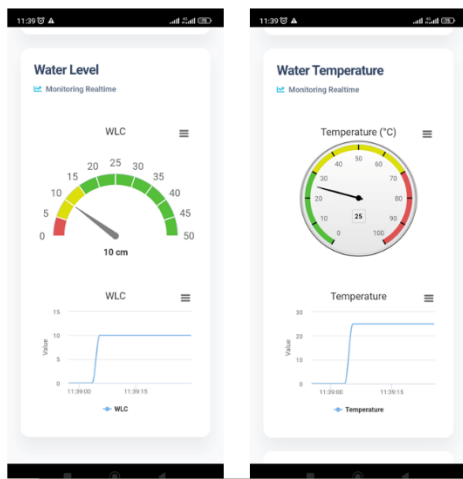 11:39
Water Level
Monitoring Realtime
WLC
0
5
10
15
20
25
30
35
40
45
50
10 cm
WLC
15
10
5
0
Value
11:39:00
11:39:15
WLC
11:39
Water Temperature
Monitoring Realtime
Temperature (°C)
0
10
20
30
40
50
60
70
80
90
100
25
Temperature
30
20
10
0
Value
11:39:00
11:39:15
Temperature